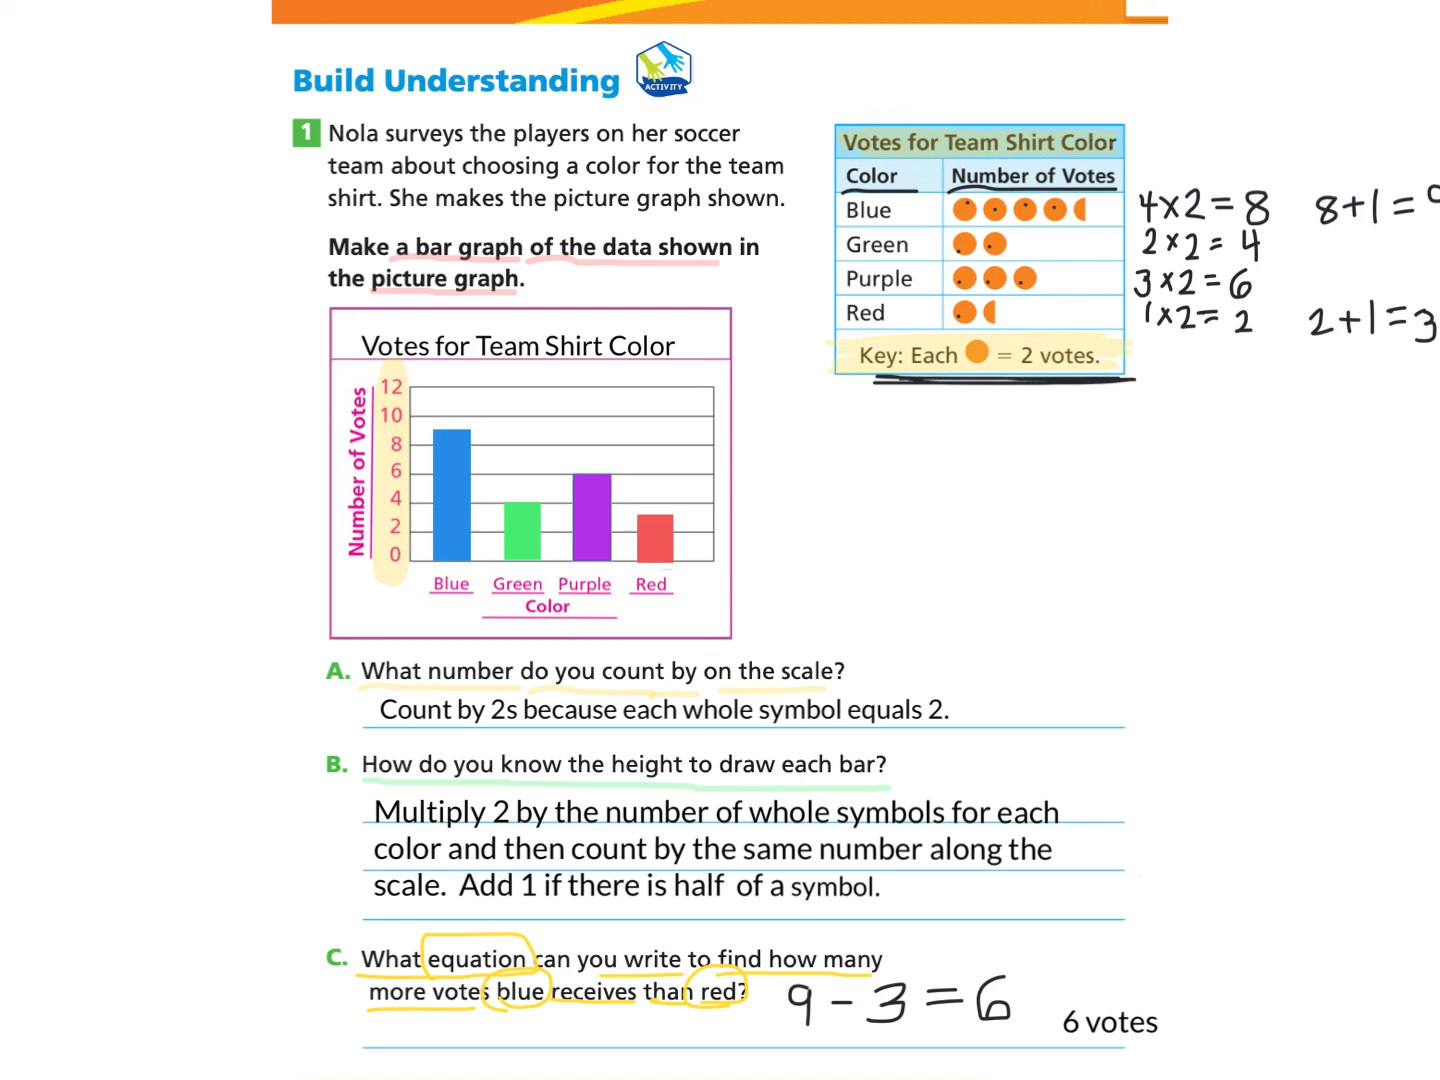 Build Understanding
ACTIVITY
1 Nola surveys the players on her soccer
team about choosing a color for the team
shirt. She makes the picture graph shown.
Make a bar graph of the data shown in
the picture graph.
Votes for Team Shirt Color
Color Number of Votes
Blue 4x2=8 8+1=
Green 2x2=4
Purple 3x2=6
Red 1x2=2 2+1=3
Key: Each = 2 votes.
Votes for Team Shirt Color
Number of Votes
12
10
8
6
4
2
0
Blue Green Purple Red
Color
A. What number do you count by on the scale?
Count by 2s because each whole symbol equals 2.
B. How do you know the height to draw each bar?
Multiply 2 by the number of whole symbols for each
color and then count by the same number along the
scale. Add 1 if there is half of a symbol.
C. What equation can you write to find how many
more votes blue receives than red? 9-3=6
6 votes